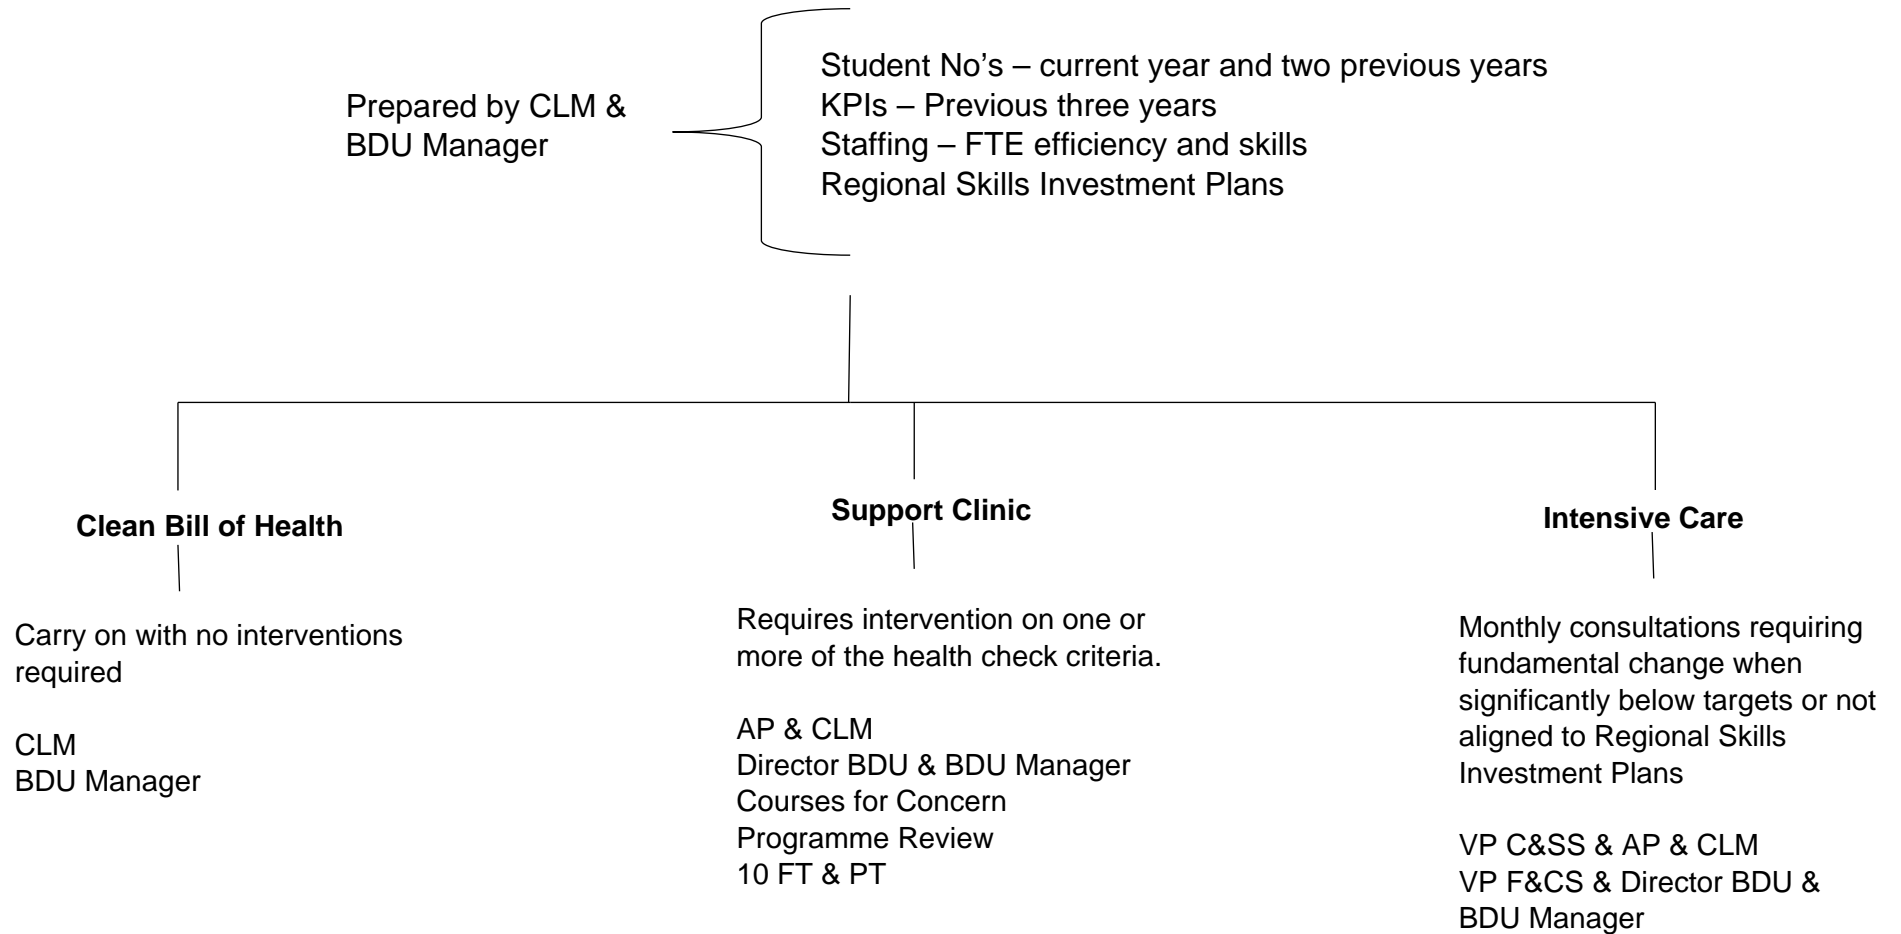 Prepared by CLM &
BDU Manager
Student No’s – current year and two previous years
KPIs – Previous three years
Staffing – FTE efficiency and skills
Regional Skills Investment Plans
Clean Bill of Health
Carry on with no interventions
required
CLM
BDU Manager
Support Clinic
Requires intervention on one or
more of the health check criteria.
AP & CLM
Director BDU & BDU Manager
Courses for Concern
Programme Review
10 FT & PT
Intensive Care
Monthly consultations requiring
fundamental change when
significantly below targets or not
aligned to Regional Skills
Investment Plans
VP C&SS & AP & CLM
VP F&CS & Director BDU &
BDU Manager